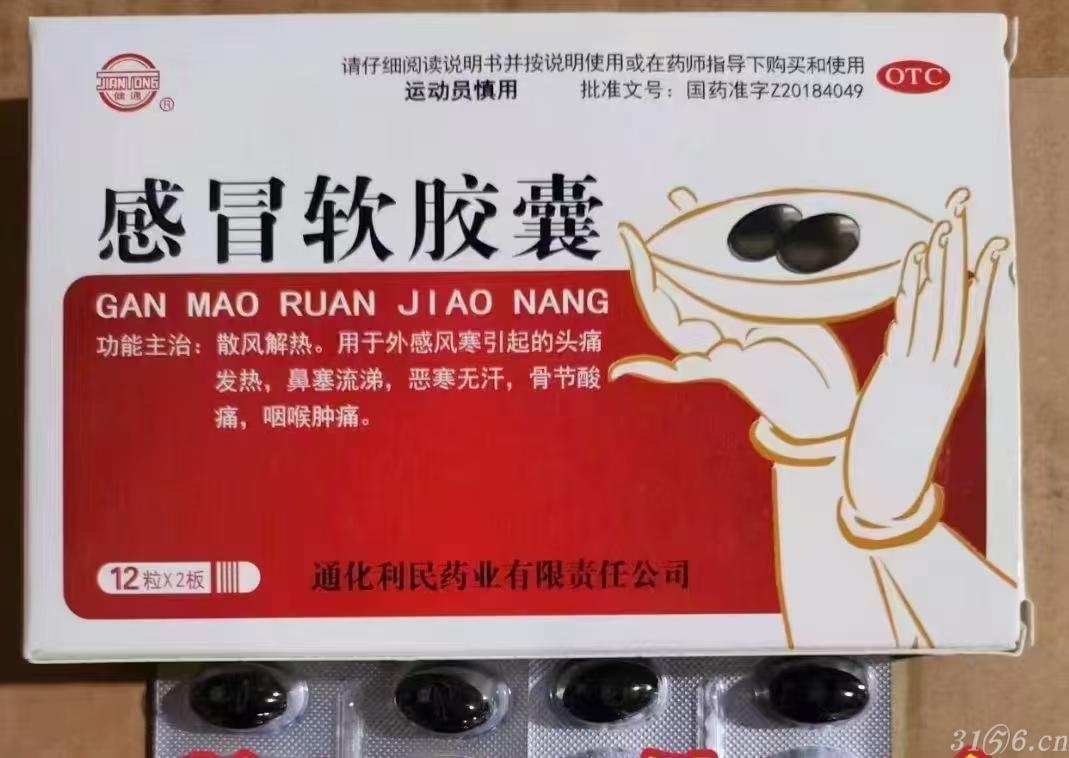 JIANTONG
健通
®
请仔细阅读说明书并按说明使用或在药师指导下购买和使用
运动员慎用 批准文号：国药准字Z20184049
OTC
感冒软胶囊
GAN MAO RUAN JIAO NANG
功能主治：散风解热。用于外感风寒引起的头痛
发热，鼻塞流涕，恶寒无汗，骨节酸
痛，咽喉肿痛。
12粒X2板
通化利民药业有限责任公司
3156.cn